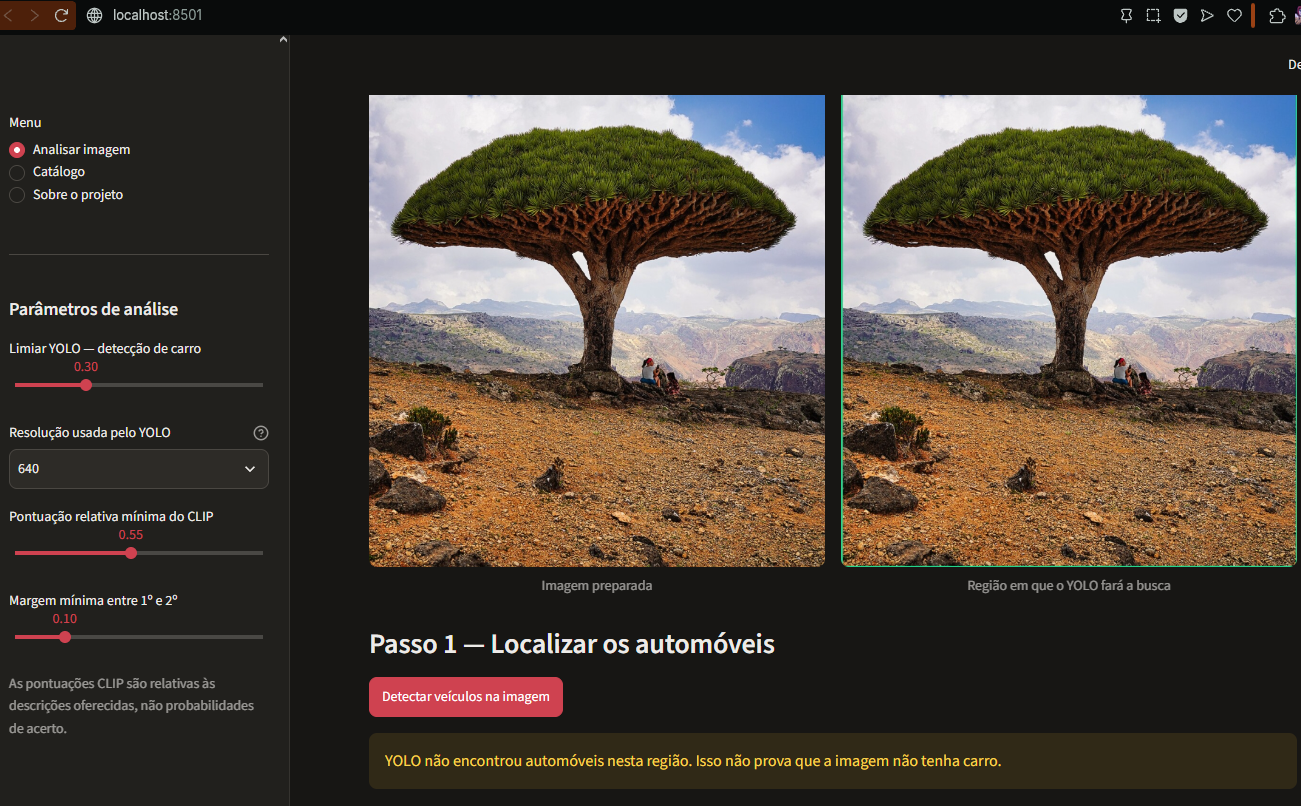 localhost:8501
De
Menu
Analisar imagem
Catálogo
Sobre o projeto
Parâmetros de análise
Limiar YOLO — detecção de carro
0.30
Resolução usada pelo YOLO
640
Pontuação relativa mínima do CLIP
0.55
Margem mínima entre 1º e 2º
0.10
As pontuações CLIP são relativas às
descrições oferecidas, não probabilidades
de acerto.
Imagem preparada
Região em que o YOLO fará a busca
Passo 1 — Localizar os automóveis
Detectar veículos na imagem
YOLO não encontrou automóveis nesta região. Isso não prova que a imagem não tenha carro.